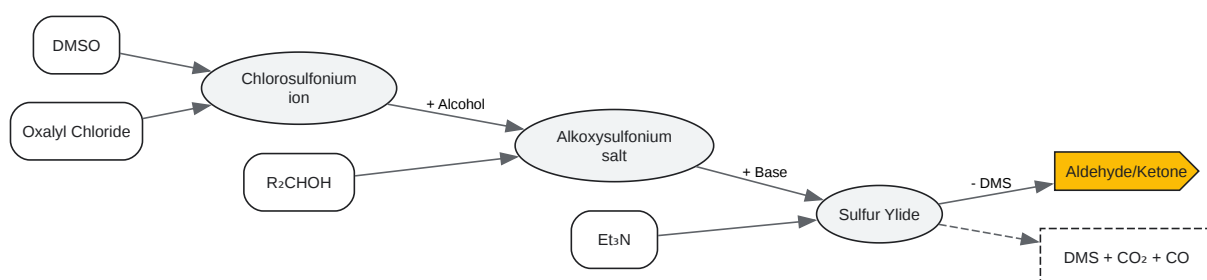 DMSO
Oxalyl Chloride
Chlorosulfonium
ion
+ Alcohol
R₂CHOH
Alkoxysulfonium
salt
+ Base
Et₃N
Sulfur Ylide
- DMS
Aldehyde/Ketone
DMS + CO₂ + CO